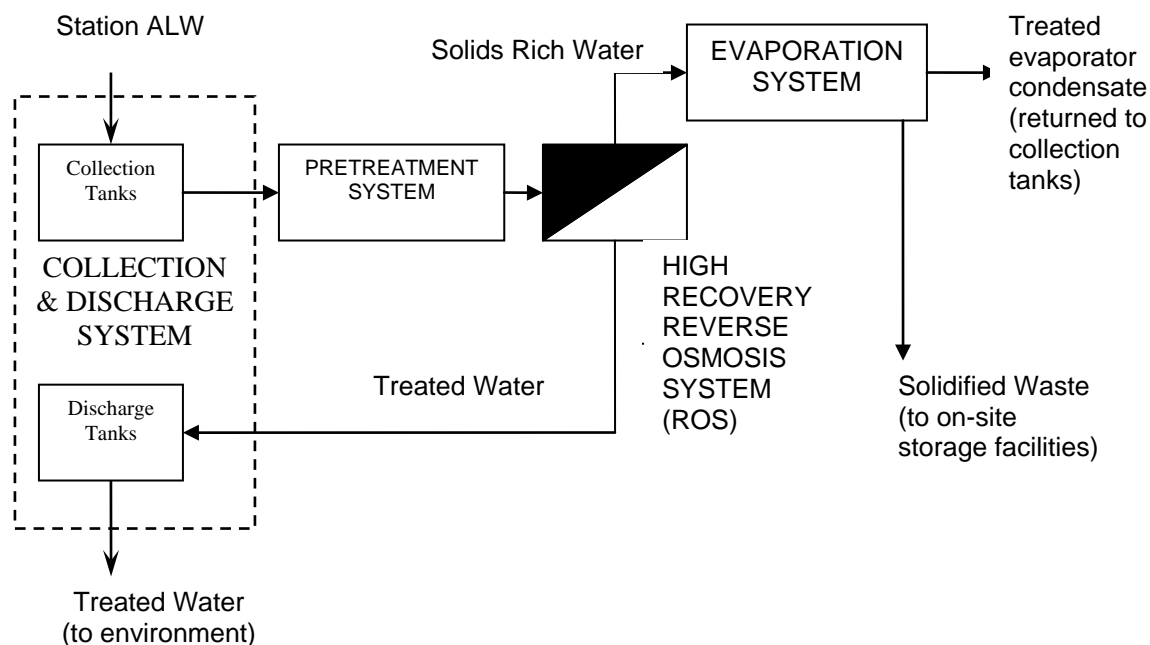 Station ALW
Solids Rich Water
EVAPORATION
SYSTEM
Treated
evaporator
condensate
(returned to
collection
tanks)
Collection
Tanks
PRETREATMENT
SYSTEM
COLLECTION
& DISCHARGE
SYSTEM
HIGH
RECOVERY
REVERSE
OSMOSIS
SYSTEM
(ROS)
Treated Water
Discharge
Tanks
Solidified Waste
(to on-site
storage facilities)
Treated Water
(to environment)